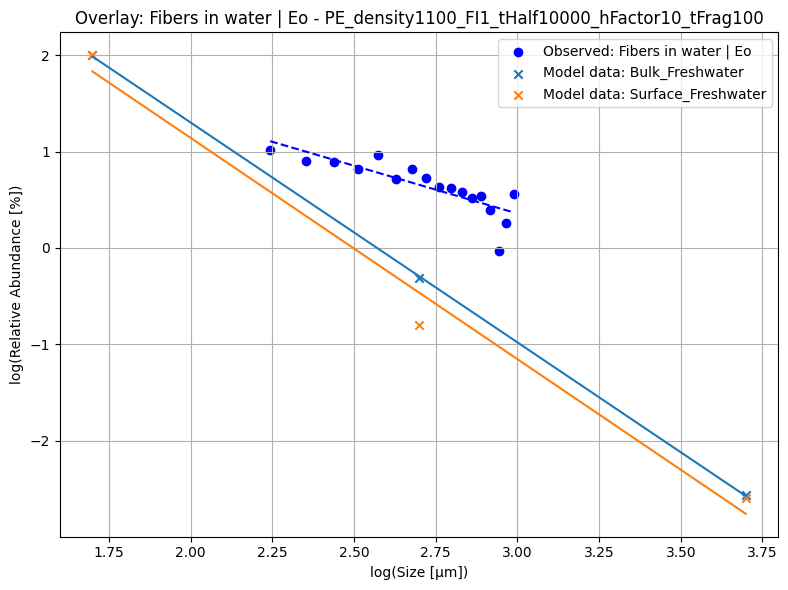 Overlay: Fibers in water | Eo - PE_density1100_FI1_tHalf10000_hFactor10_tFrag100
Observed: Fibers in water | Eo
Model data: Bulk_Freshwater
Model data: Surface_Freshwater
log(Relative Abundance [%])
2
1
0
−1
−2
1.75
2.00
2.25
2.50
2.75
3.00
3.25
3.50
3.75
log(Size [μm])